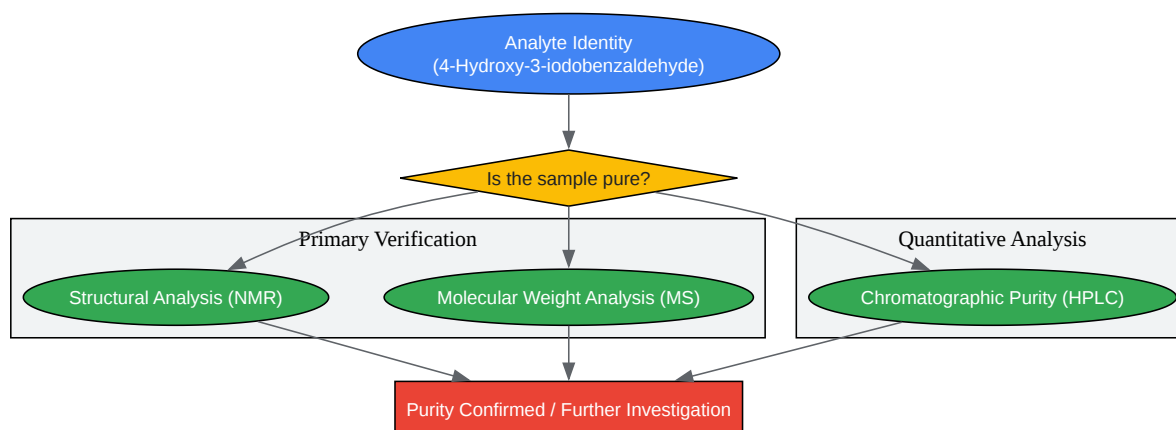 Analyte Identity
(4-Hydroxy-3-iodobenzaldehyde)
Is the sample pure?
Primary Verification
Quantitative Analysis
Structural Analysis (NMR)
Molecular Weight Analysis (MS)
Chromatographic Purity (HPLC)
Purity Confirmed / Further Investigation